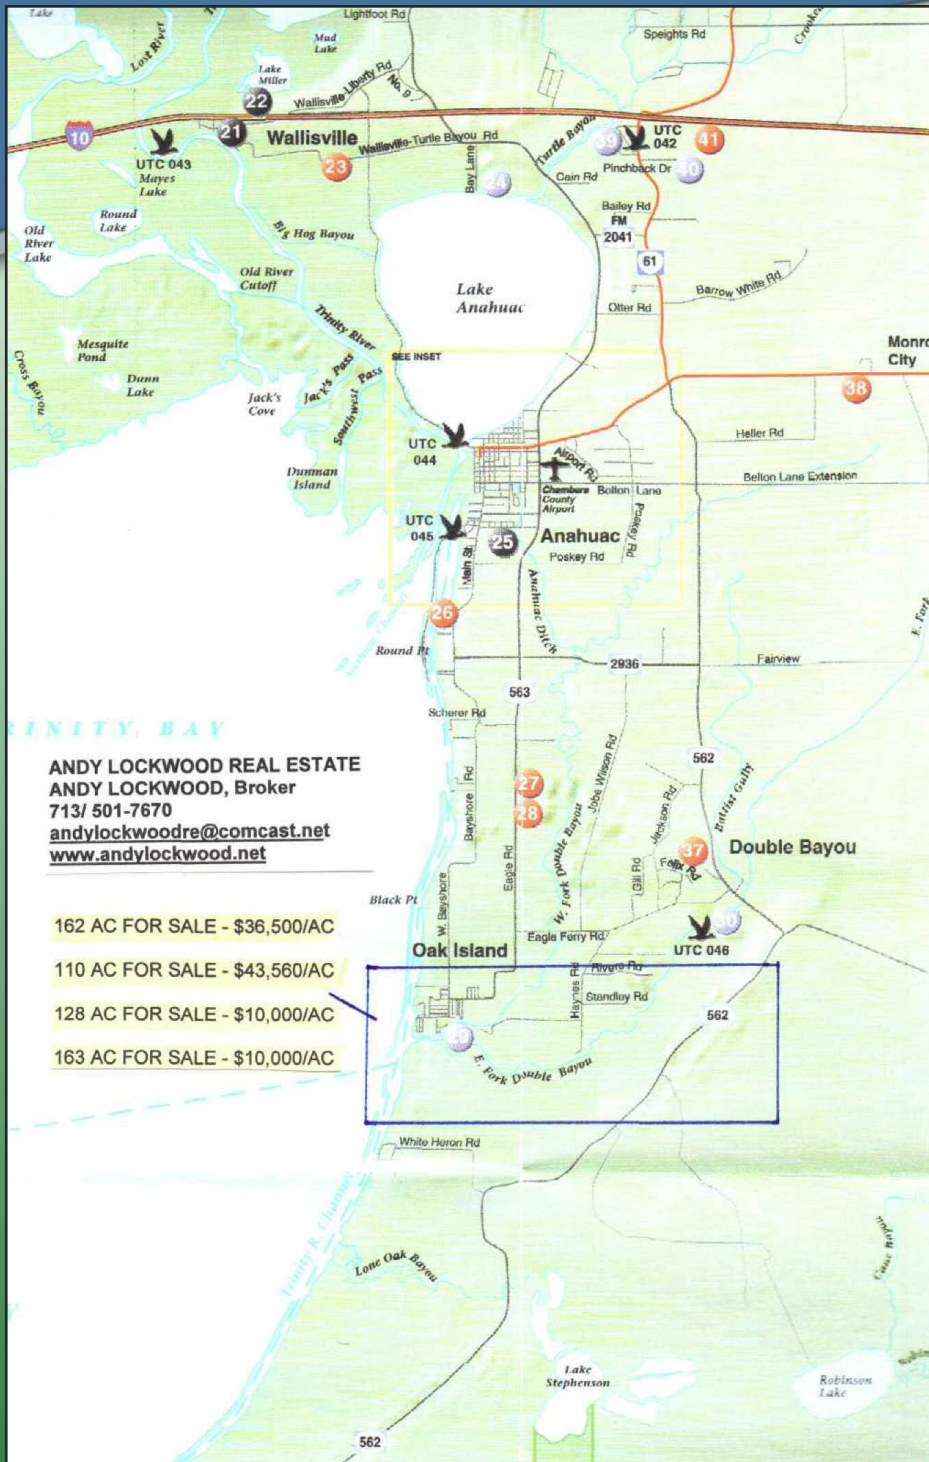 Lake
Lost River
Lightfoot Rd
Mud
Lake
Speights Rd
Crooked
Lake
Miller
22
Wallisville-Liberty Rd
No. 9
10
21
Wallisville
Wallisville-Turtle Bayou Rd
Turtle Bayou
39
UTC
042
41
UTC 043
Mayes
Lake
23
Bay Lane
24
Cain Rd
Pinchback Dr
40
Round
Lake
Old
River
Lake
Big Hog Bayou
Bailey Rd
FM
2041
61
Old River
Cutoff
Lake
Anahuac
Barrow White Rd
Otter Rd
Trinity River
Mesquite
Pond
Cross Bayou
Dunn
Lake
Jack's
Cove
Jack's Pass
Southwest Pass
SEE INSET
Monro
City
38
UTC
044
Heller Rd
Airport Rd
Dunman
Island
Chambers
County
Airport
Belton Lane
Belton Lane Extension
UTC
045
25
Anahuac
Poskey Rd
Poskey Rd
Main St.
Anahuac Ditch
Anahuac Channel
26
E. Fork
Round Pt
2936
Fairview
563
Scherer Rd
RINITY BAY
562
ANDY LOCKWOOD REAL ESTATE
ANDY LOCKWOOD, Broker
713/ 501-7670
andylockwoodre@comcast.net
www.andylockwood.net
Bayshore Rd
27
28
Jobe Wilson Rd
Jackson Rd
Battist Gully
37
Felix Rd
Double Bayou
Eagle Rd
W. Fork Double Bayou
Gill Rd
Black Pt
W. Bayshore
30
162 AC FOR SALE - $36,500/AC
110 AC FOR SALE - $43,560/AC
128 AC FOR SALE - $10,000/AC
163 AC FOR SALE - $10,000/AC
Oak Island
Eagle Ferry Rd
UTC 046
Haynes Rd
Rivers Rd
Standley Rd
562
29
E. Fork Double Bayou
White Heron Rd
Trinity R. Channel
Lone Oak Bayou
Lake
Stephenson
Robinson
Lake
562